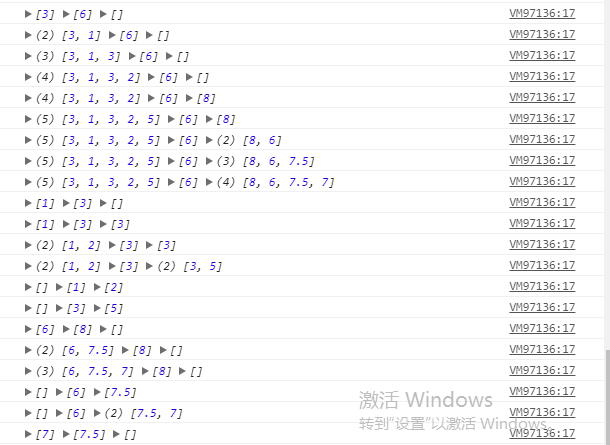 ▶[3] ▶[6] ▶[] VM97136:17
▶(2) [3, 1] ▶[6] ▶[] VM97136:17
▶(3) [3, 1, 3] ▶[6] ▶[] VM97136:17
▶(4) [3, 1, 3, 2] ▶[6] ▶[] VM97136:17
▶(4) [3, 1, 3, 2] ▶[6] ▶[8] VM97136:17
▶(5) [3, 1, 3, 2, 5] ▶[6] ▶[8] VM97136:17
▶(5) [3, 1, 3, 2, 5] ▶[6] ▶(2) [8, 6] VM97136:17
▶(5) [3, 1, 3, 2, 5] ▶[6] ▶(3) [8, 6, 7.5] VM97136:17
▶(5) [3, 1, 3, 2, 5] ▶[6] ▶(4) [8, 6, 7.5, 7] VM97136:17
▶[1] ▶[3] ▶[] VM97136:17
▶[1] ▶[3] ▶[3] VM97136:17
▶(2) [1, 2] ▶[3] ▶[3] VM97136:17
▶(2) [1, 2] ▶[3] ▶(2) [3, 5] VM97136:17
▶[] ▶[1] ▶[2] VM97136:17
▶[] ▶[3] ▶[5] VM97136:17
▶[6] ▶[8] ▶[] VM97136:17
▶(2) [6, 7.5] ▶[8] ▶[] VM97136:17
▶(3) [6, 7.5, 7] ▶[8] ▶[] VM97136:17
▶[] ▶[6] ▶[7.5] VM97136:17
▶[] ▶[6] ▶(2) [7.5, 7] VM97136:17
▶[7] ▶[7.5] ▶[] VM97136:17
激活 Windows
转到"设置"以激活 Windows。